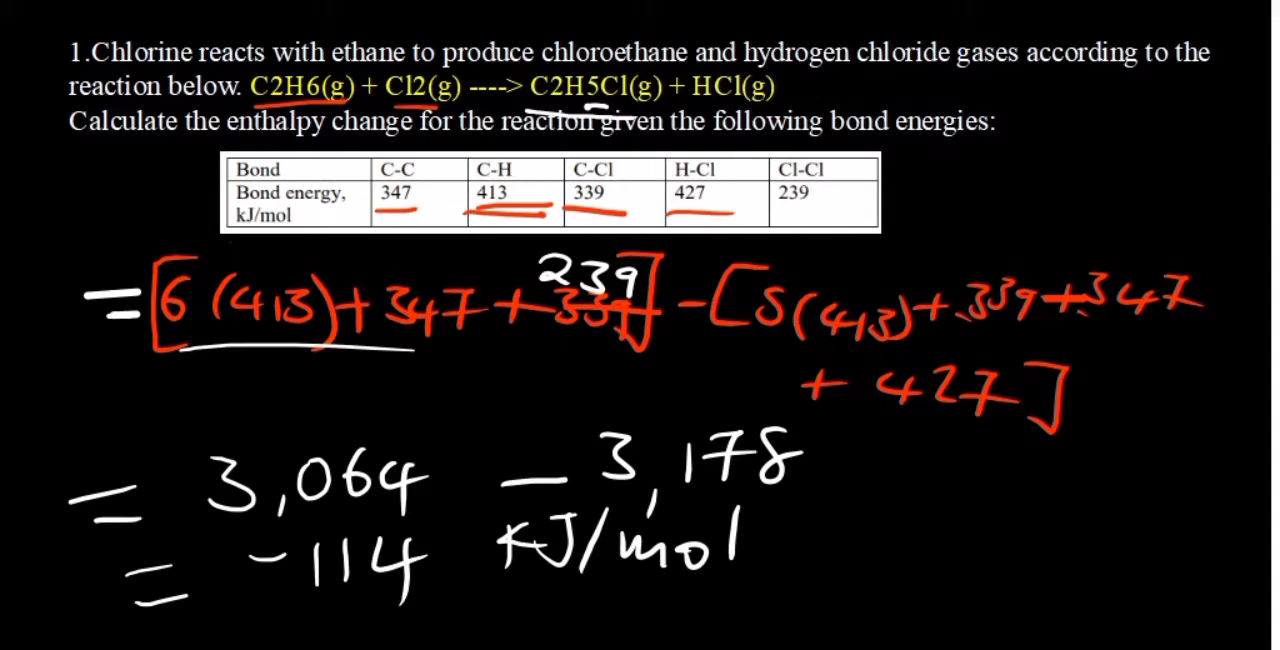 1.Chlorine reacts with ethane to produce chloroethane and hydrogen chloride gases according to the
reaction below. C2H6(g) + Cl2(g) ----> C2H5Cl(g) + HCl(g)
Calculate the enthalpy change for the reaction given the following bond energies:
Bond C-C C-H C-Cl H-Cl Cl-Cl
Bond energy, 347 413 339 427 239
kJ/mol
239
= [6(413) + 347 + 339] - [5(413) + 339 + 347
+ 427]
= 3,064 - 3,178
= -114 KJ/mol